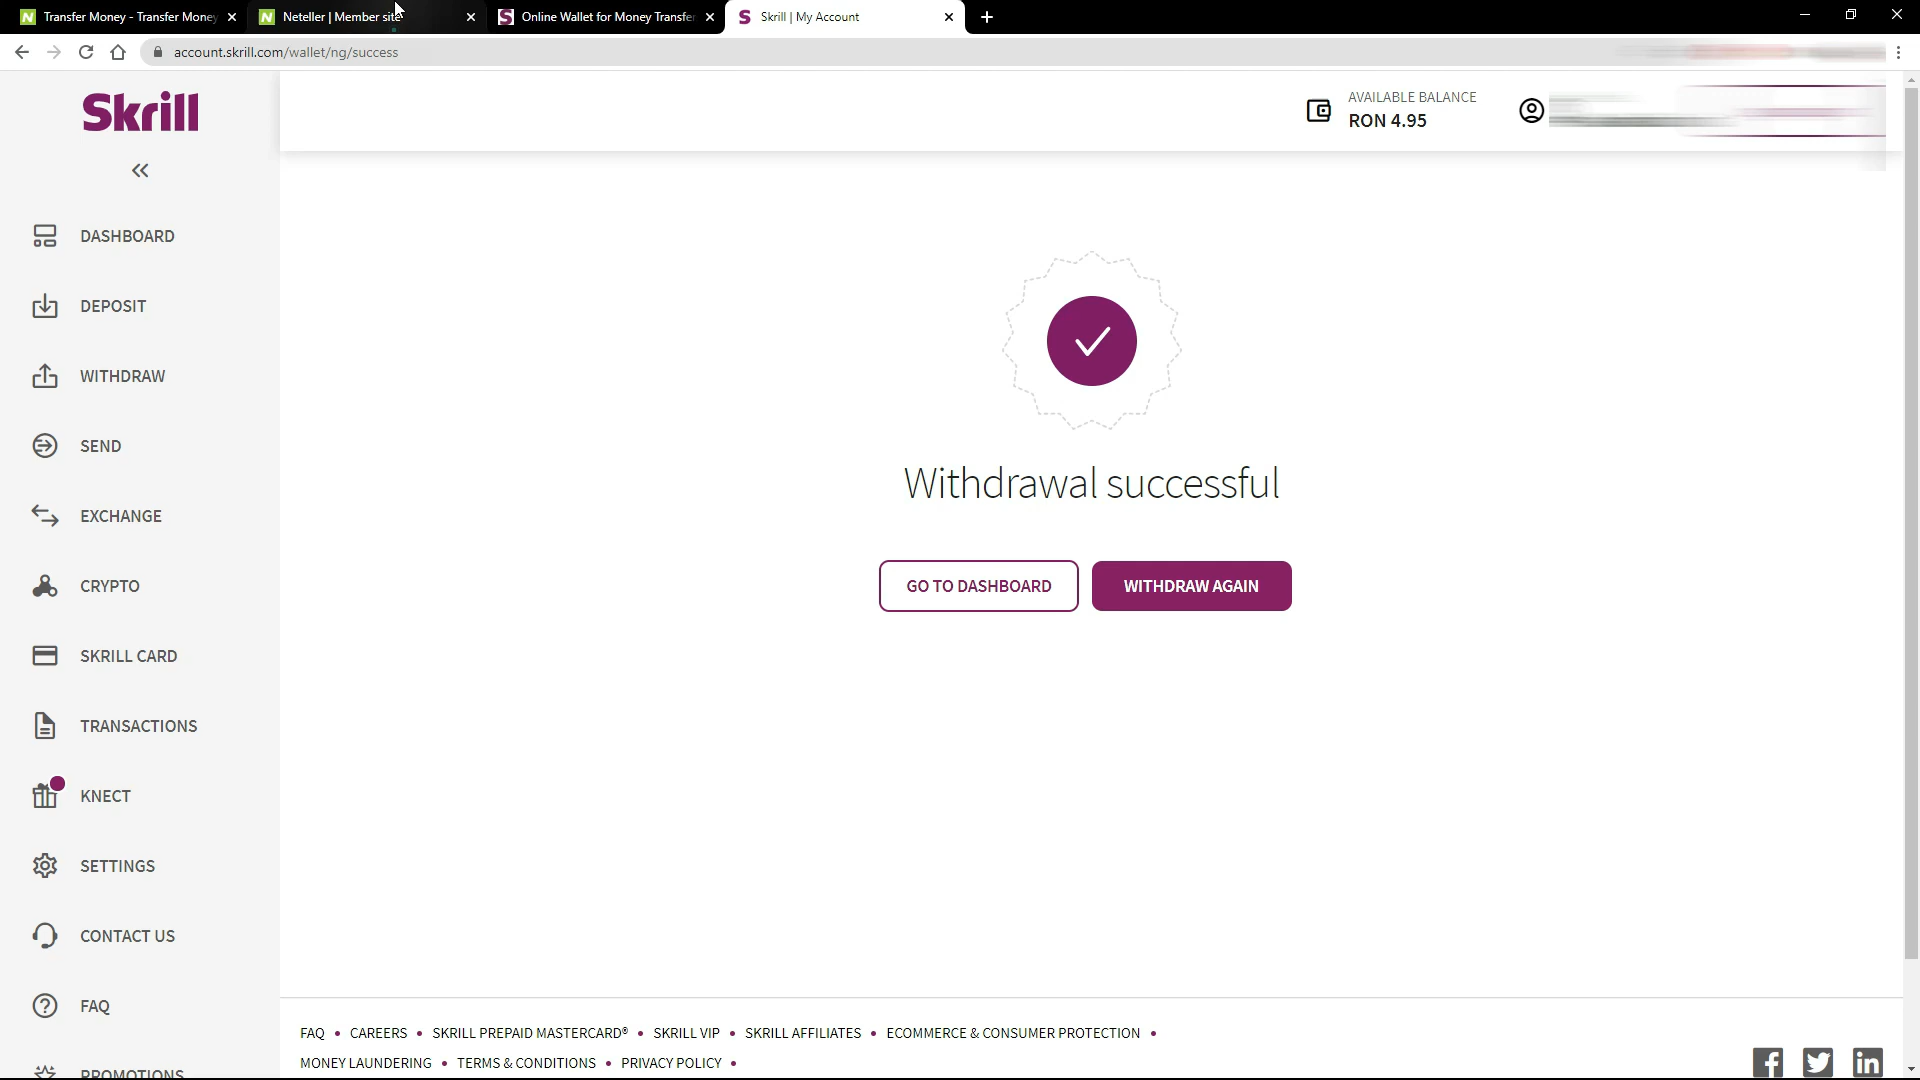 Transfer Money - Transfer Money
Neteller | Member site
Online Wallet for Money Transfer
Skrill | My Account
account.skrill.com/wallet/ng/success
Skrill
AVAILABLE BALANCE
RON 4.95
DASHBOARD
DEPOSIT
WITHDRAW
SEND
EXCHANGE
CRYPTO
SKRILL CARD
TRANSACTIONS
KNECT
SETTINGS
CONTACT US
FAQ
PROMOTIONS
Withdrawal successful
GO TO DASHBOARD
WITHDRAW AGAIN
FAQ • CAREERS • SKRILL PREPAID MASTERCARD® • SKRILL VIP • SKRILL AFFILIATES • ECOMMERCE & CONSUMER PROTECTION •
MONEY LAUNDERING • TERMS & CONDITIONS • PRIVACY POLICY •